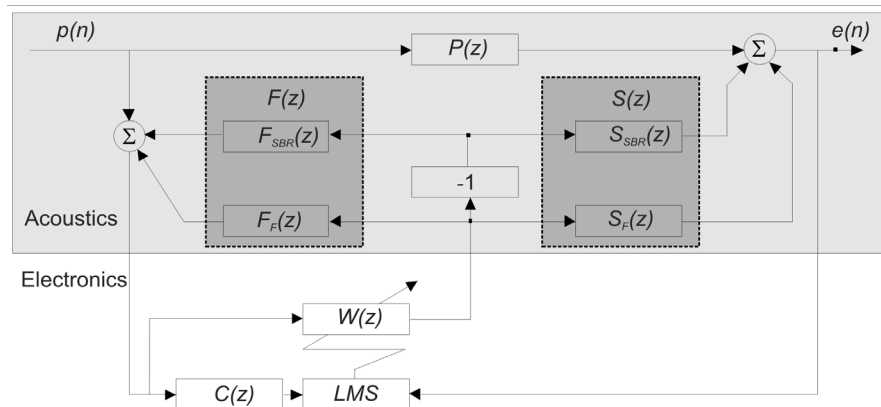 p(n)
e(n)
P(z)
Σ
F(z)
S(z)
Σ
F_SBR(z)
S_SBR(z)
-1
F_F(z)
S_F(z)
Acoustics
Electronics
W(z)
C(z)
LMS